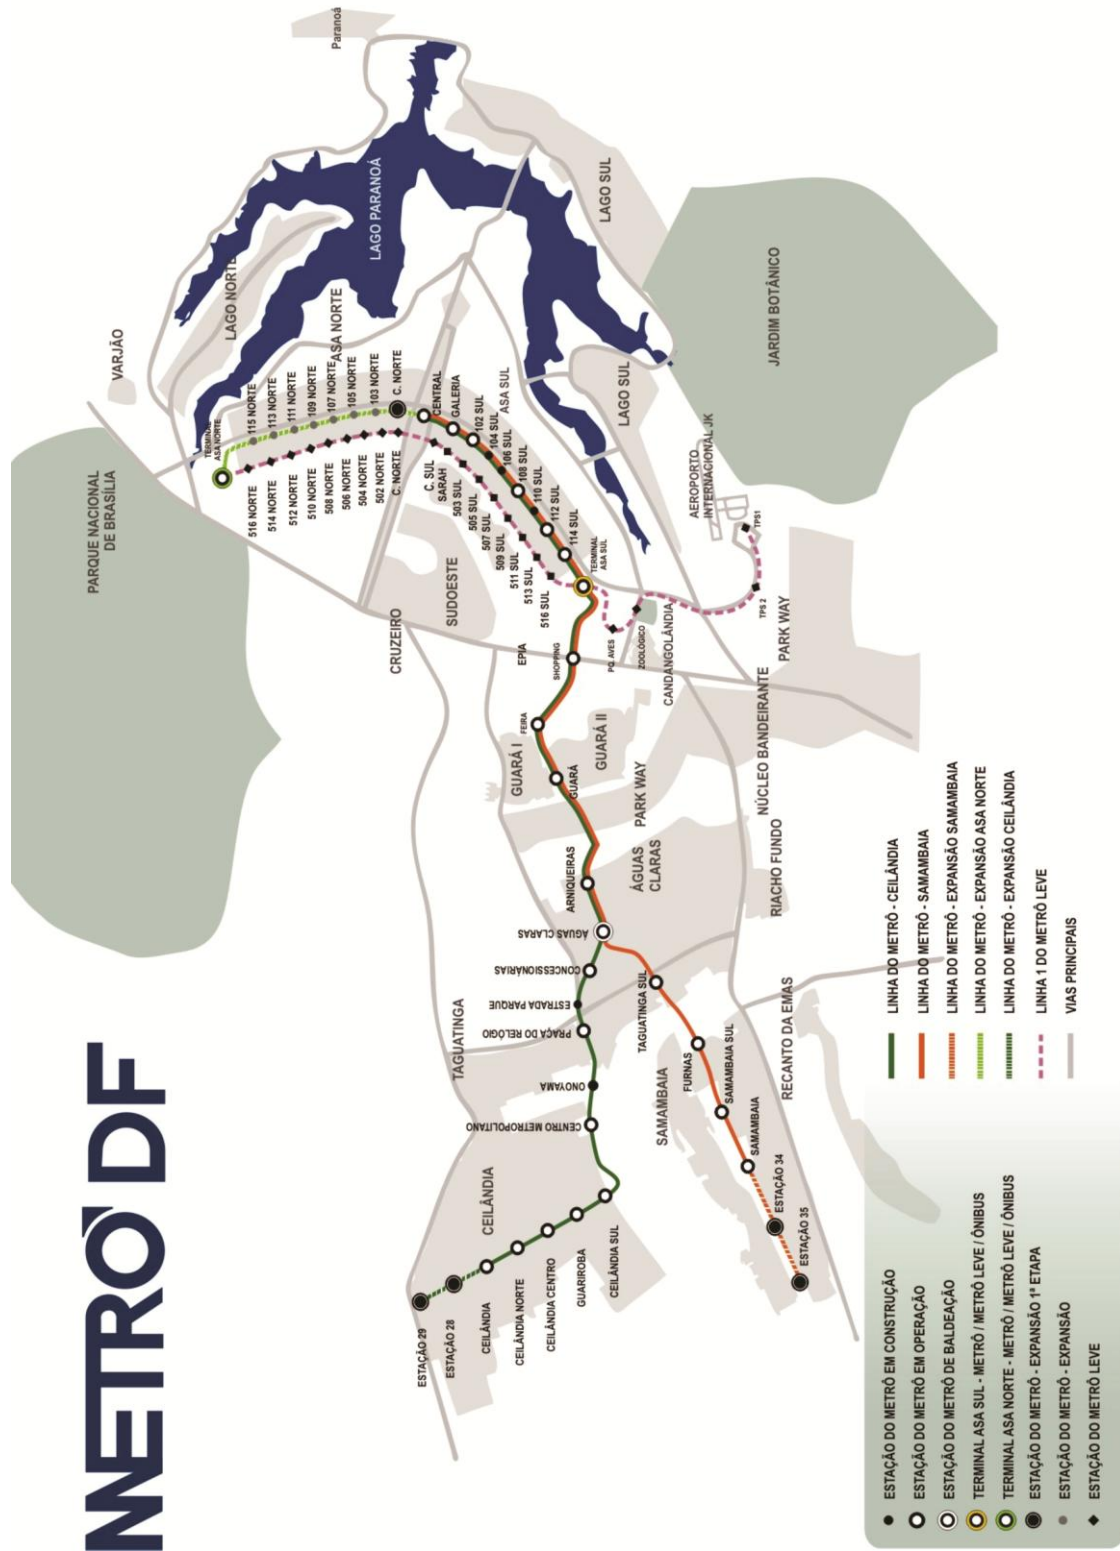 METRÔ DF
PARQUE NACIONAL
DE BRASÍLIA
VARJÃO
LAGO NORTE
LAGO PARANOÁ
Paranoá
ASA NORTE
LAGO SUL
JARDIM BOTÂNICO
TERMINAL
ASA NORTE
115 NORTE
113 NORTE
111 NORTE
109 NORTE
107 NORTE
105 NORTE
103 NORTE
C. NORTE
516 NORTE
514 NORTE
512 NORTE
510 NORTE
508 NORTE
506 NORTE
504 NORTE
502 NORTE
C. NORTE
CENTRAL
GALERIA
102 SUL
104 SUL
106 SUL
108 SUL
110 SUL
112 SUL
114 SUL
TERMINAL
ASA SUL
ASA SUL
C. SUL
SARAH
503 SUL
505 SUL
507 SUL
509 SUL
511 SUL
513 SUL
516 SUL
LAGO SUL
AEROPORTO
INTERNACIONAL JK
TPS1
TPS 2
PARK WAY
CRUZEIRO
SUDOESTE
EPIA
SHOPPING
PQ. AVES
ZOOLÓGICO
CANDANGOLÂNDIA
NÚCLEO BANDEIRANTE
FEIRA
GUARÁ I
GUARÁ II
GUARÁ
PARK WAY
ARNIQUEIRAS
ÁGUAS
CLARAS
RIACHO FUNDO
ÁGUAS CLARAS
CONCESSIONÁRIAS
ESTRADA PARQUE
PRAÇA DO RELÓGIO
ONOYAMA
CENTRO METROPOLITANO
TAGUATINGA
TAGUATINGA SUL
FURNAS
SAMAMBAIA SUL
SAMAMBAIA
SAMAMBAIA
RECANTO DA EMAS
ESTAÇÃO 34
ESTAÇÃO 35
CEILÂNDIA
ESTAÇÃO 29
ESTAÇÃO 28
CEILÂNDIA
CEILÂNDIA NORTE
CEILÂNDIA CENTRO
GUARIROBA
CEILÂNDIA SUL
ESTAÇÃO DO METRÔ EM CONSTRUÇÃO
ESTAÇÃO DO METRÔ EM OPERAÇÃO
ESTAÇÃO DO METRÔ DE BALDEAÇÃO
TERMINAL ASA SUL - METRÔ / METRÔ LEVE / ÔNIBUS
TERMINAL ASA NORTE - METRÔ / METRÔ LEVE / ÔNIBUS
ESTAÇÃO DO METRÔ - EXPANSÃO 1ª ETAPA
ESTAÇÃO DO METRÔ - EXPANSÃO
ESTAÇÃO DO METRÔ LEVE
LINHA DO METRÔ - CEILÂNDIA
LINHA DO METRÔ - SAMAMBAIA
LINHA DO METRÔ - EXPANSÃO SAMAMBAIA
LINHA DO METRÔ - EXPANSÃO ASA NORTE
LINHA DO METRÔ - EXPANSÃO CEILÂNDIA
LINHA 1 DO METRÔ LEVE
VIAS PRINCIPAIS